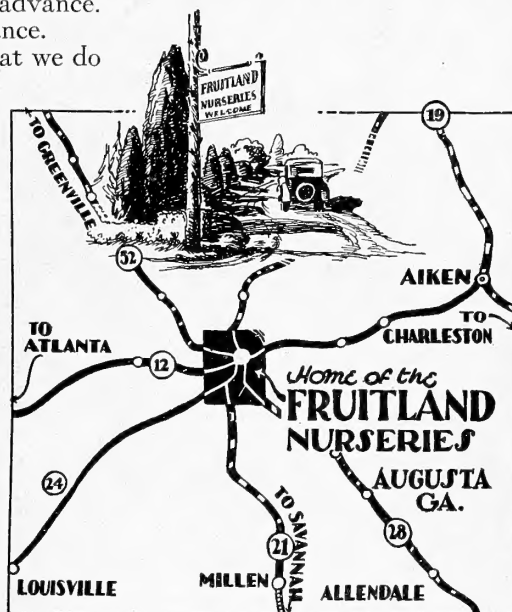 advance.
ance.
at we do
FRUITLAND
NURSERIES
WELCOME
19
TO GREENVILLE
52
AIKEN
TO
CHARLESTON
TO
ATLANTA
12
Home of the
FRUITLAND
NURSERIES
AUGUSTA
GA.
24
TO SAVANNAH
21
28
LOUISVILLE
MILLEN
ALLENDALE